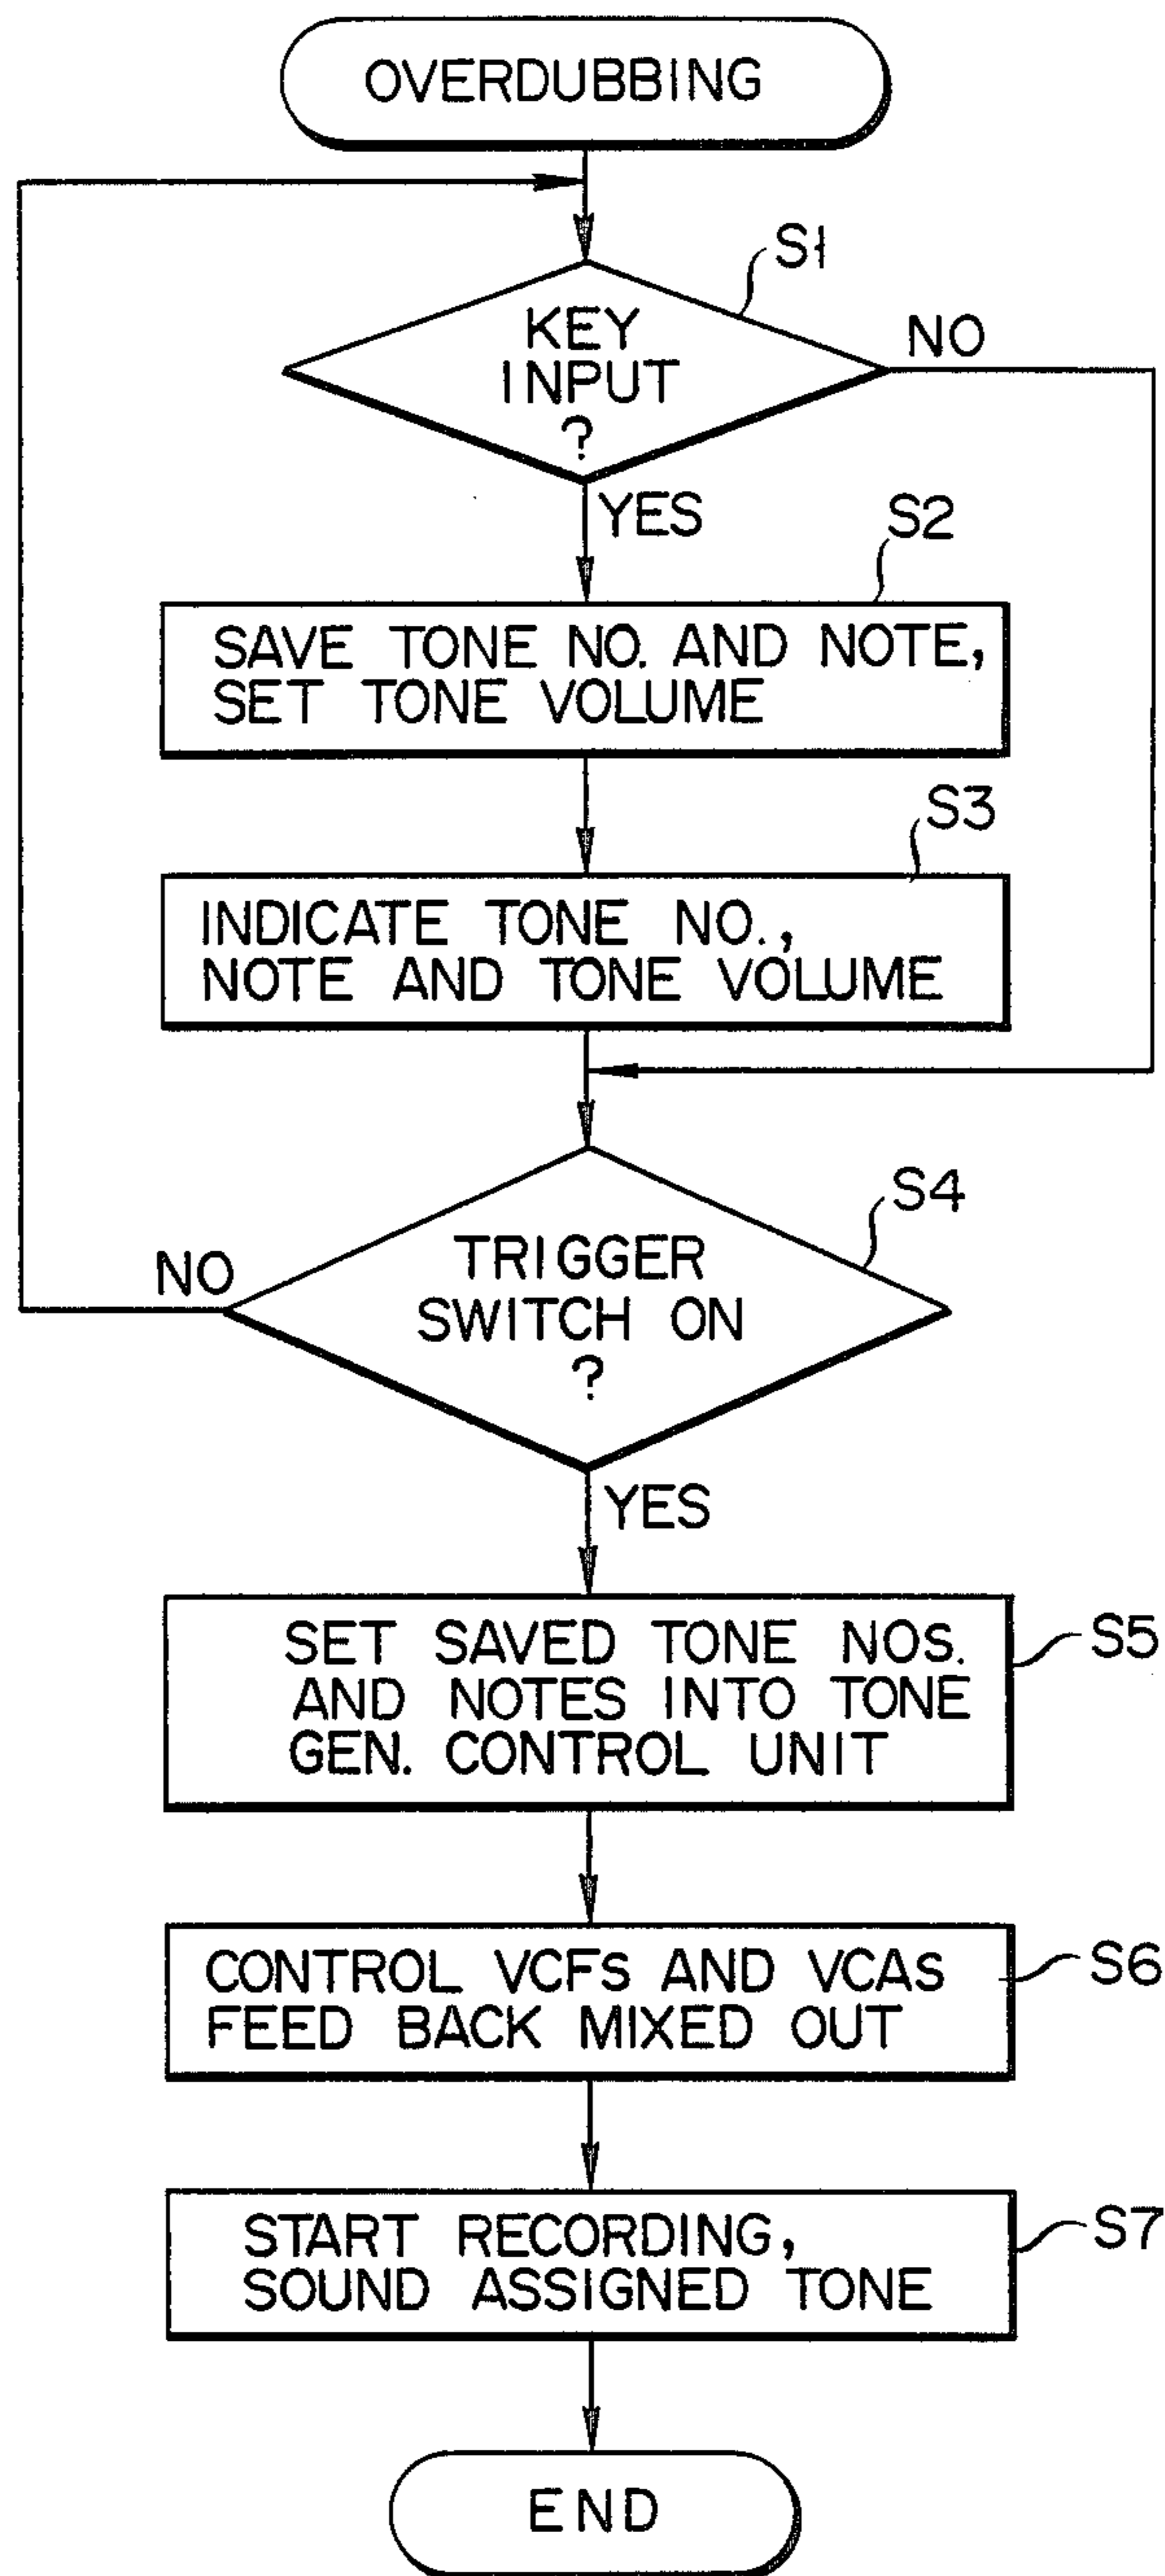 OVERDUBBING
S1
KEY
INPUT
?
NO
YES
S2
SAVE TONE NO. AND NOTE,
SET TONE VOLUME
S3
INDICATE TONE NO.,
NOTE AND TONE VOLUME
S4
TRIGGER
SWITCH ON
?
NO
YES
S5
SET SAVED TONE NOs.
AND NOTES INTO TONE
GEN. CONTROL UNIT
S6
CONTROL VCFs AND VCAs
FEED BACK MIXED OUT
S7
START RECORDING,
SOUND ASSIGNED TONE
END